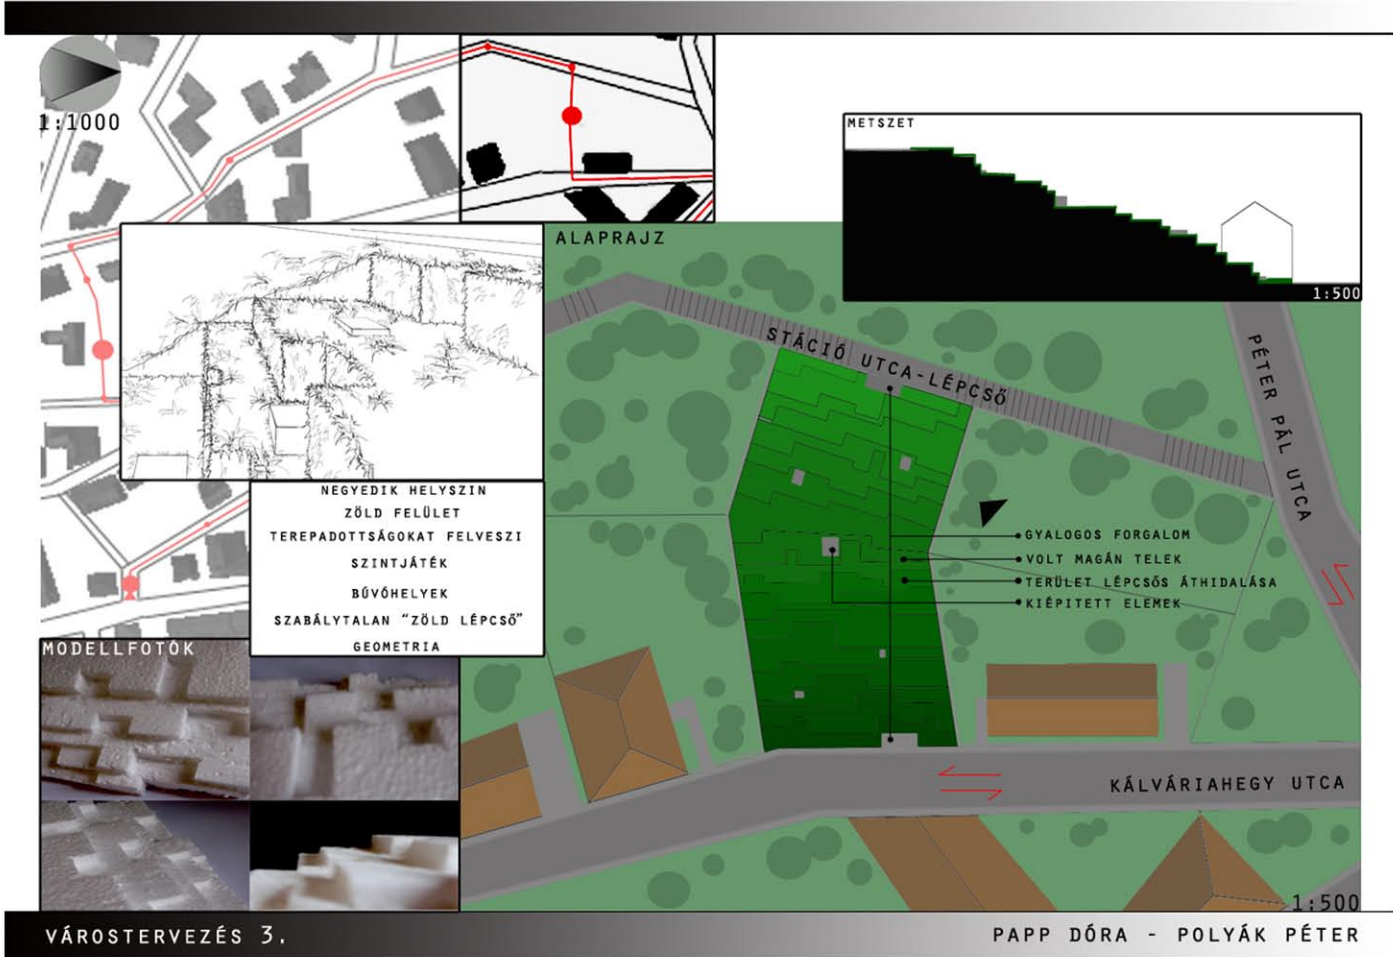 1:1000
METSZET
1:500
ALAPRAJZ
STÁCIÓ UTCA-LÉPCSŐ
PÉTER PÁL UTCA
NEGYEDIK HELYSZIN
ZÖLD FELÜLET
TEREPADOTTSÁGOKAT FELVESZI
SZINTJÁTÉK
BÚVÓHELYEK
SZABÁLYTALAN "ZÖLD LÉPCSŐ"
GEOMETRIA
GYALOGOS FORGALOM
VOLT MAGÁN TELEK
TERÜLET LÉPCSŐS ÁTHIDALÁSA
KIÉPITETT ELEMEK
MODELLFOTÓK
KÁLVÁRIAHEGY UTCA
1:500
VÁROSTERVEZÉS 3.
PAPP DÓRA - POLYÁK PÉTER